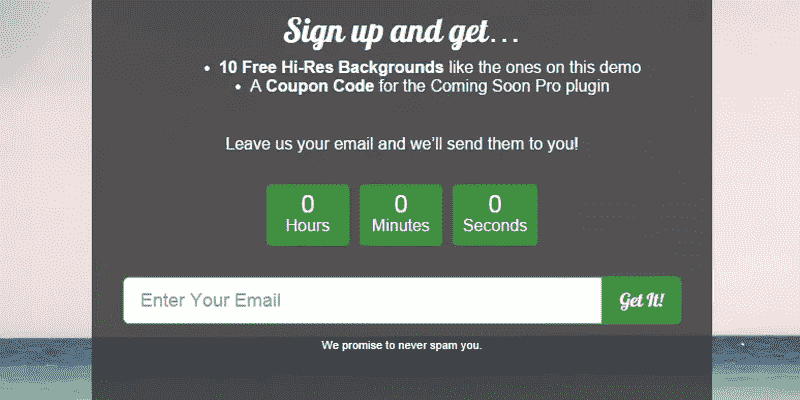 Sign up and get...
• 10 Free Hi-Res Backgrounds like the ones on this demo
• A Coupon Code for the Coming Soon Pro plugin
Leave us your email and we'll send them to you!
0 0 0
Hours Minutes Seconds
Enter Your Email Get It!
We promise to never spam you.